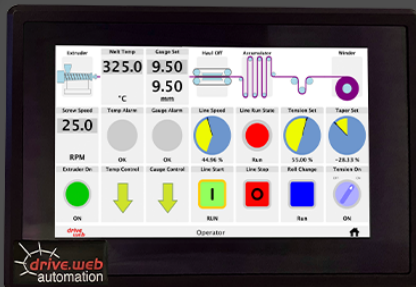 Extruder
Melt Temp
Gauge Set
Haul Off
Accumulator
Winder
325.0
9.50
9.50
°C
mm
Screw Speed
Temp Alarm
Gauge Alarm
Line Speed
Line Run State
Tension Set
Taper Set
25.0
RPM
OK
OK
44.96 %
Run
55.00 %
-28.33 %
Extruder On
Temp Control
Gauge Control
Line Start
Line Stop
Roll Change
Tension On
I
O
ON
RUN
Run
ON
drive
web
Operator
drive.web
automation